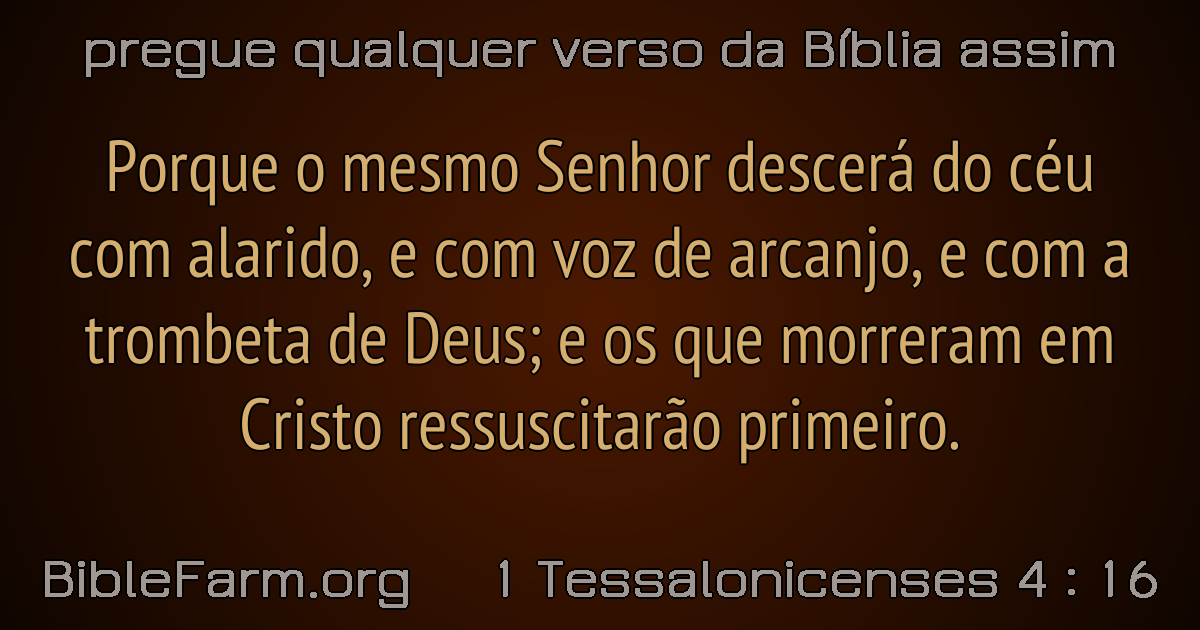 pregue qualquer verso da Bíblia assim
Porque o mesmo Senhor descerá do céu
com alarido, e com voz de arcanjo, e com a
trombeta de Deus; e os que morreram em
Cristo ressuscitarão primeiro.
BibleFarm.org 1 Tessalonicenses 4 : 16